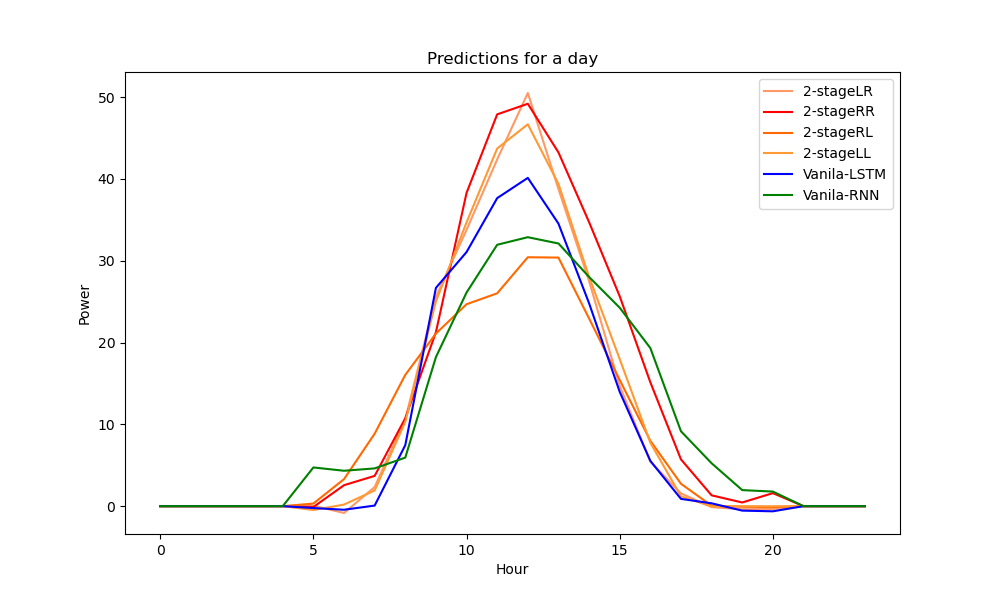 Predictions for a day
50
40
30
20
10
0
Power
0 5 10 15 20
Hour
2-stageLR
2-stageRR
2-stageRL
2-stageLL
Vanila-LSTM
Vanila-RNN